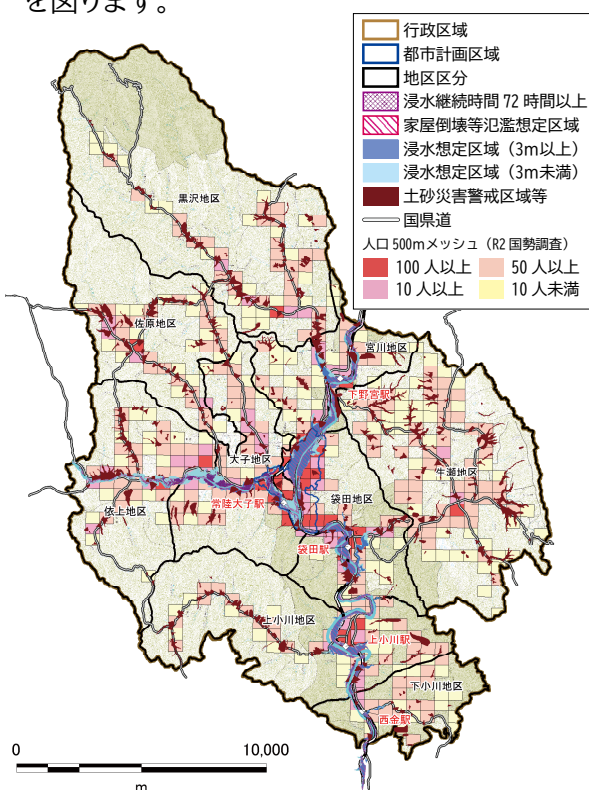 を図ります。
行政区域
都市計画区域
地区区分
浸水継続時間 72 時間以上
家屋倒壊等氾濫想定区域
浸水想定区域（3m以上）
浸水想定区域（3m未満）
土砂災害警戒区域等
国県道
人口 500mメッシュ（R2 国勢調査）
100 人以上 50 人以上
10 人以上 10 人未満
黒沢地区
佐原地区
宮川地区
下野宮駅
大子地区
生瀬地区
常陸大子駅
袋田地区
依上地区
袋田駅
上小川地区
上小川駅
下小川地区
西金駅
0 10,000
m